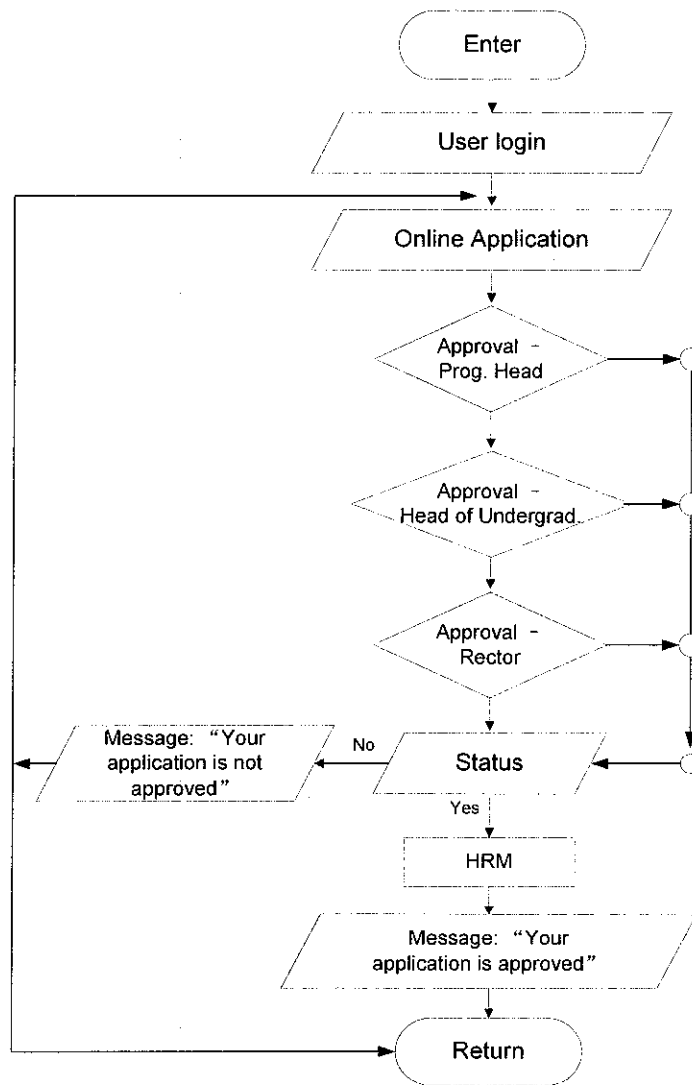 Enter
User login
Online Application
Approval -
Prog. Head
Approval -
Head of Undergrad.
Approval -
Rector
Message: “Your
application is not
approved”
No
Status
Yes
HRM
Message: “Your
application is approved”
Return